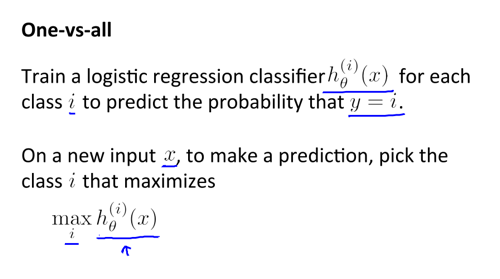 One-vs-all
Train a logistic regression classifier $h_\theta^{(i)}(x)$ for each
class $i$ to predict the probability that $y = i$.
On a new input $x$, to make a prediction, pick the
class $i$ that maximizes
$\max_i h_\theta^{(i)}(x)$